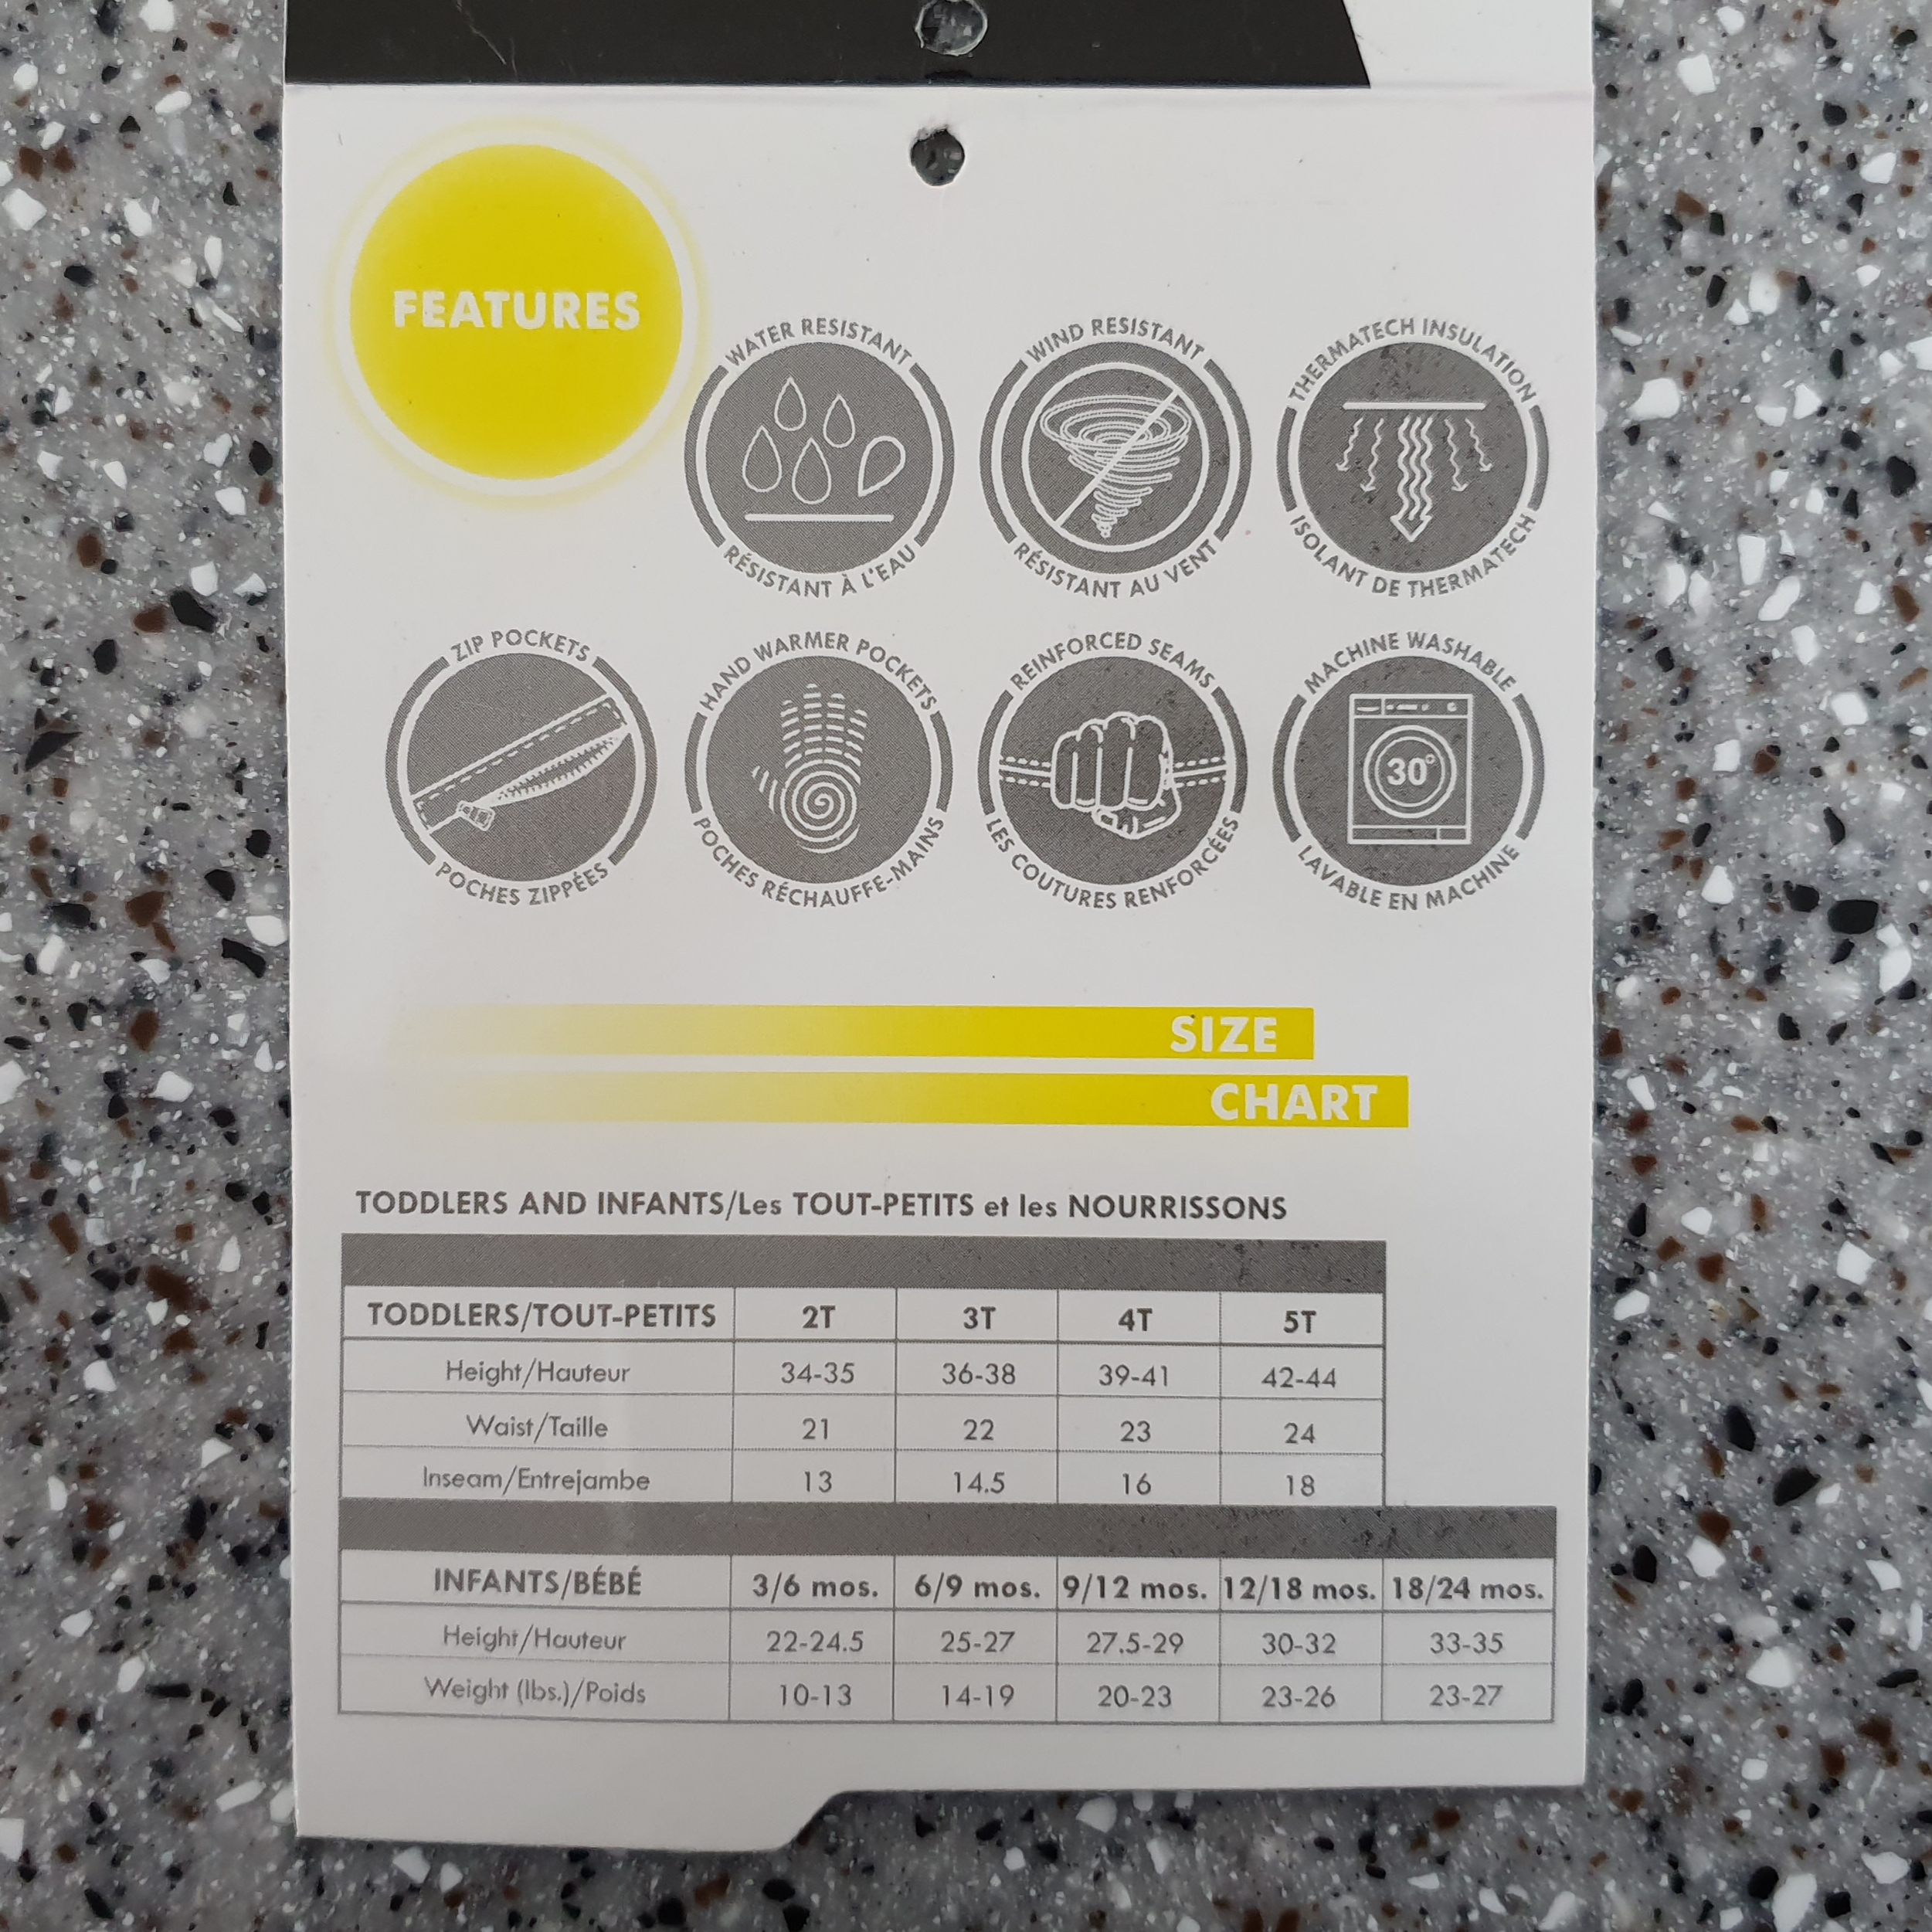 FEATURES
WATER RESISTANT
RÉSISTANT À L'EAU
WIND RESISTANT
RÉSISTANT AU VENT
THERMATECH INSULATION
ISOLANT DE THERMATECH
ZIP POCKETS
POCHES ZIPPÉES
HAND WARMER POCKETS
POCHES RÉCHAUFFE-MAINS
REINFORCED SEAMS
LES COUTURES RENFORCÉES
MACHINE WASHABLE
30°
LAVABLE EN MACHINE
SIZE
CHART
TODDLERS AND INFANTS/Les TOUT-PETITS et les NOURRISSONS
TODDLERS/TOUT-PETITS 2T 3T 4T 5T
Height/Hauteur 34-35 36-38 39-41 42-44
Waist/Taille 21 22 23 24
Inseam/Entrejambe 13 14.5 16 18
INFANTS/BÉBÉ 3/6 mos. 6/9 mos. 9/12 mos. 12/18 mos. 18/24 mos.
Height/Hauteur 22-24.5 25-27 27.5-29 30-32 33-35
Weight (lbs.)/Poids 10-13 14-19 20-23 23-26 23-27